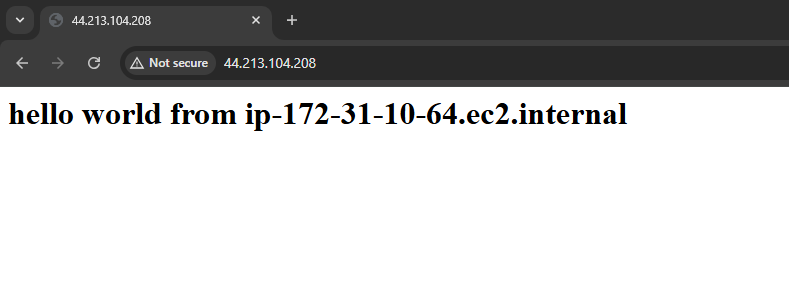 44.213.104.208
Not secure 44.213.104.208
hello world from ip-172-31-10-64.ec2.internal